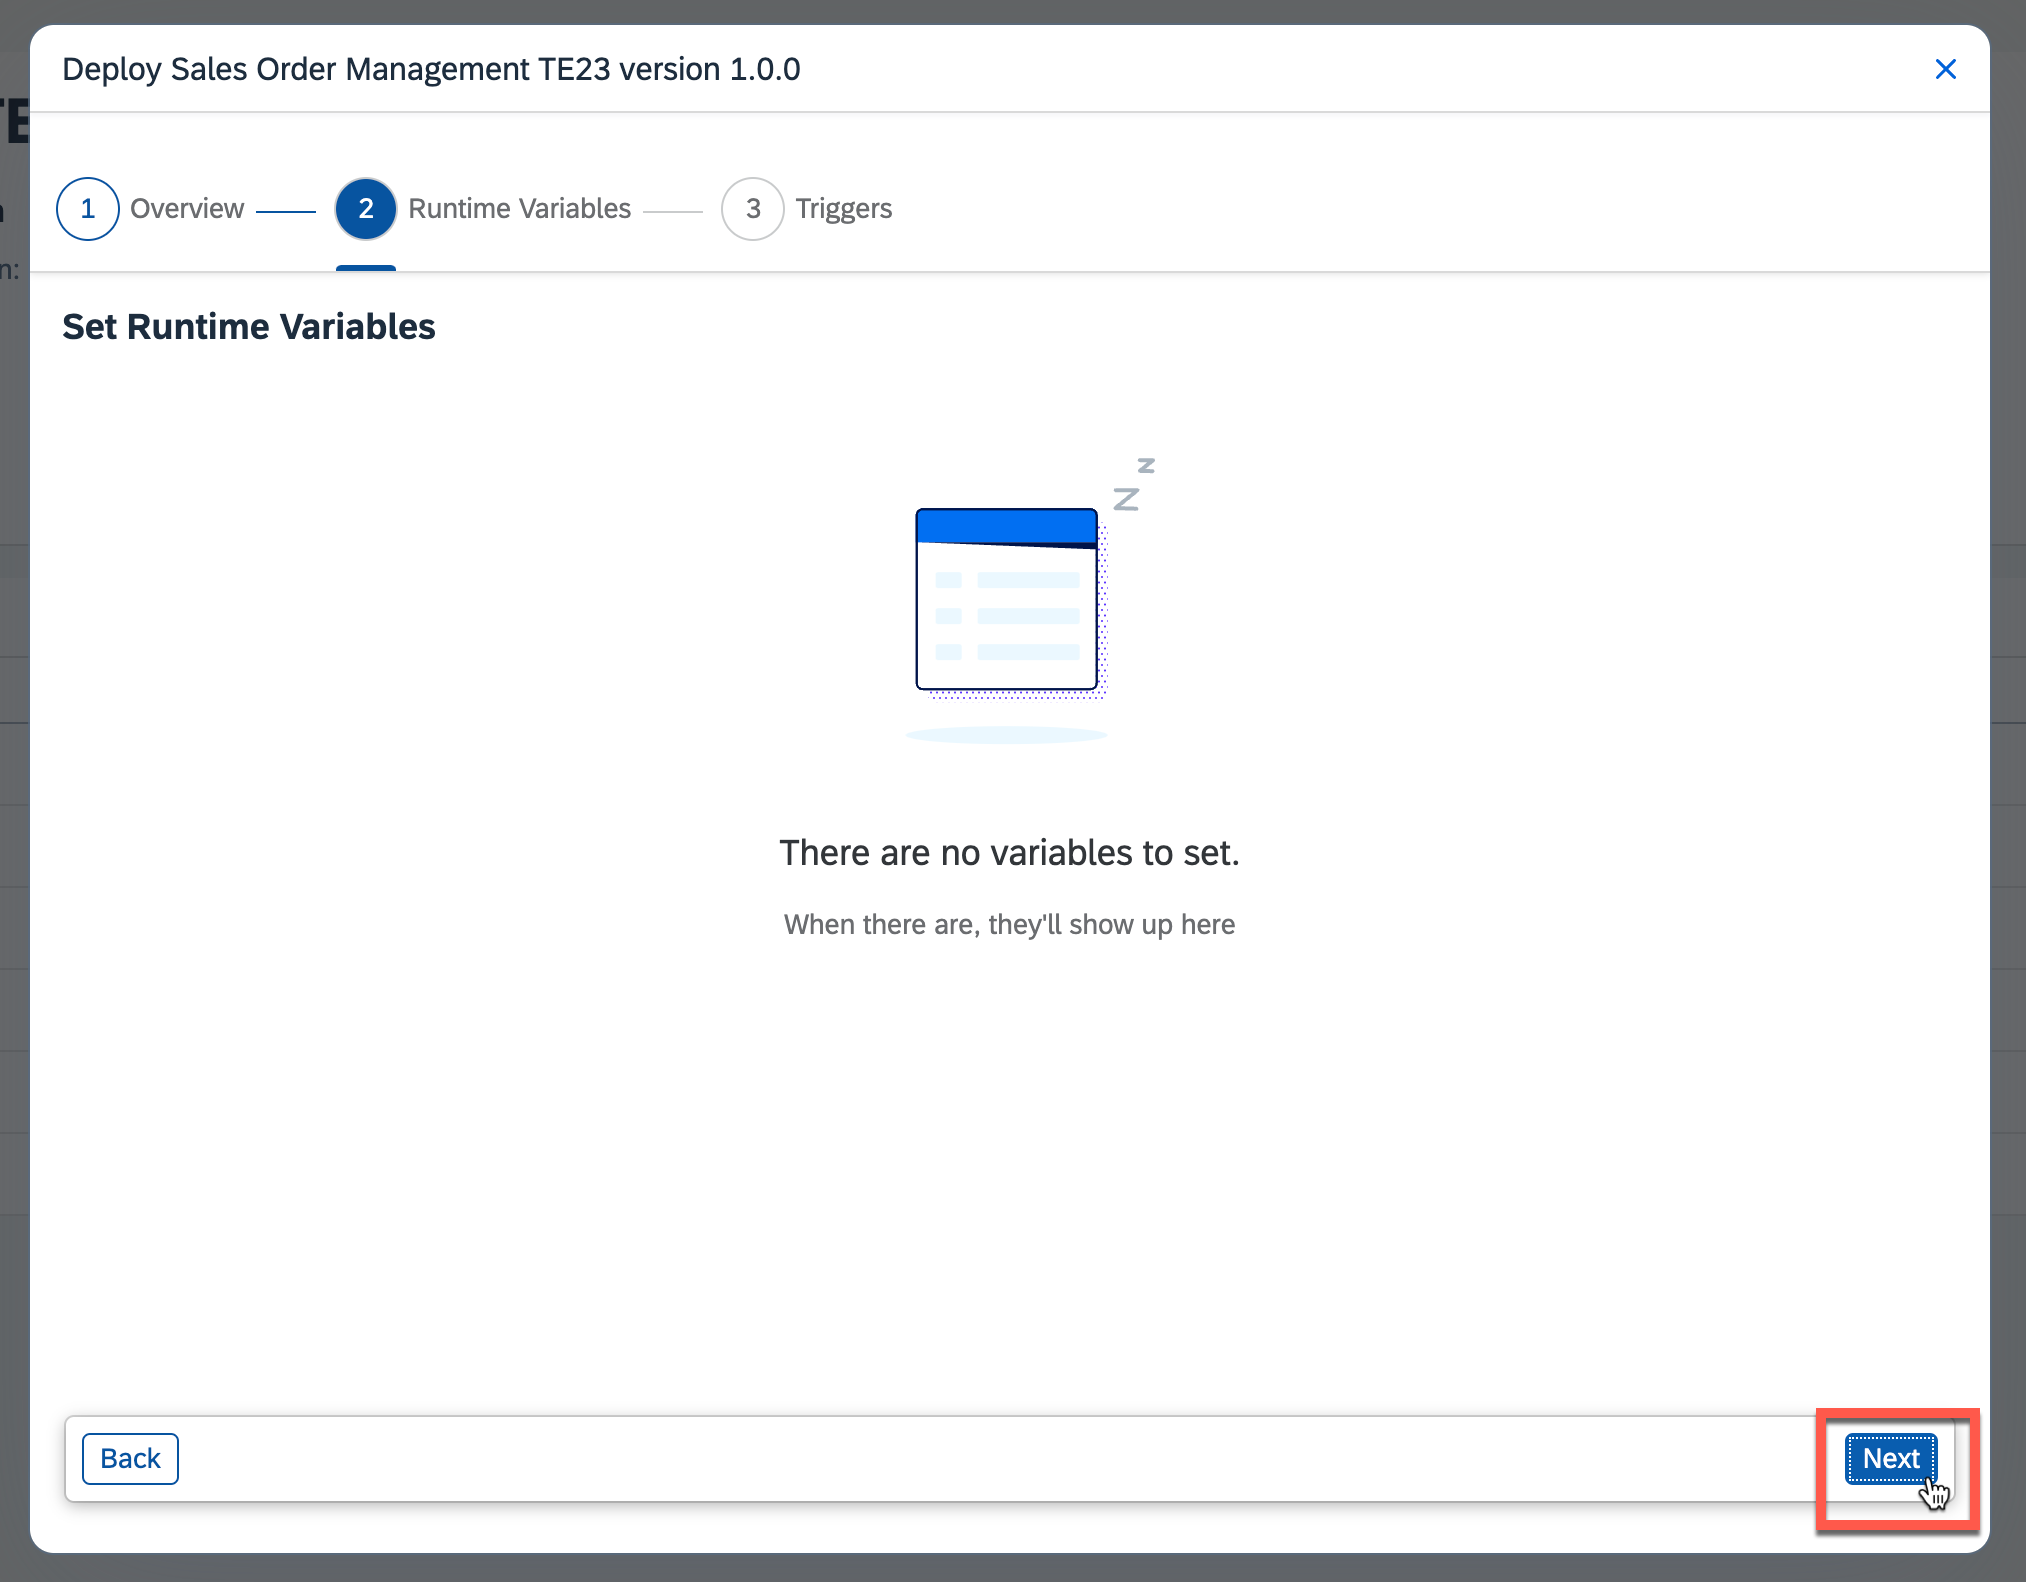 Deploy Sales Order Management TE23 version 1.0.0
TE
n:
1 Overview 2 Runtime Variables 3 Triggers
Set Runtime Variables
z
Z
There are no variables to set.
When there are, they'll show up here
Back Next